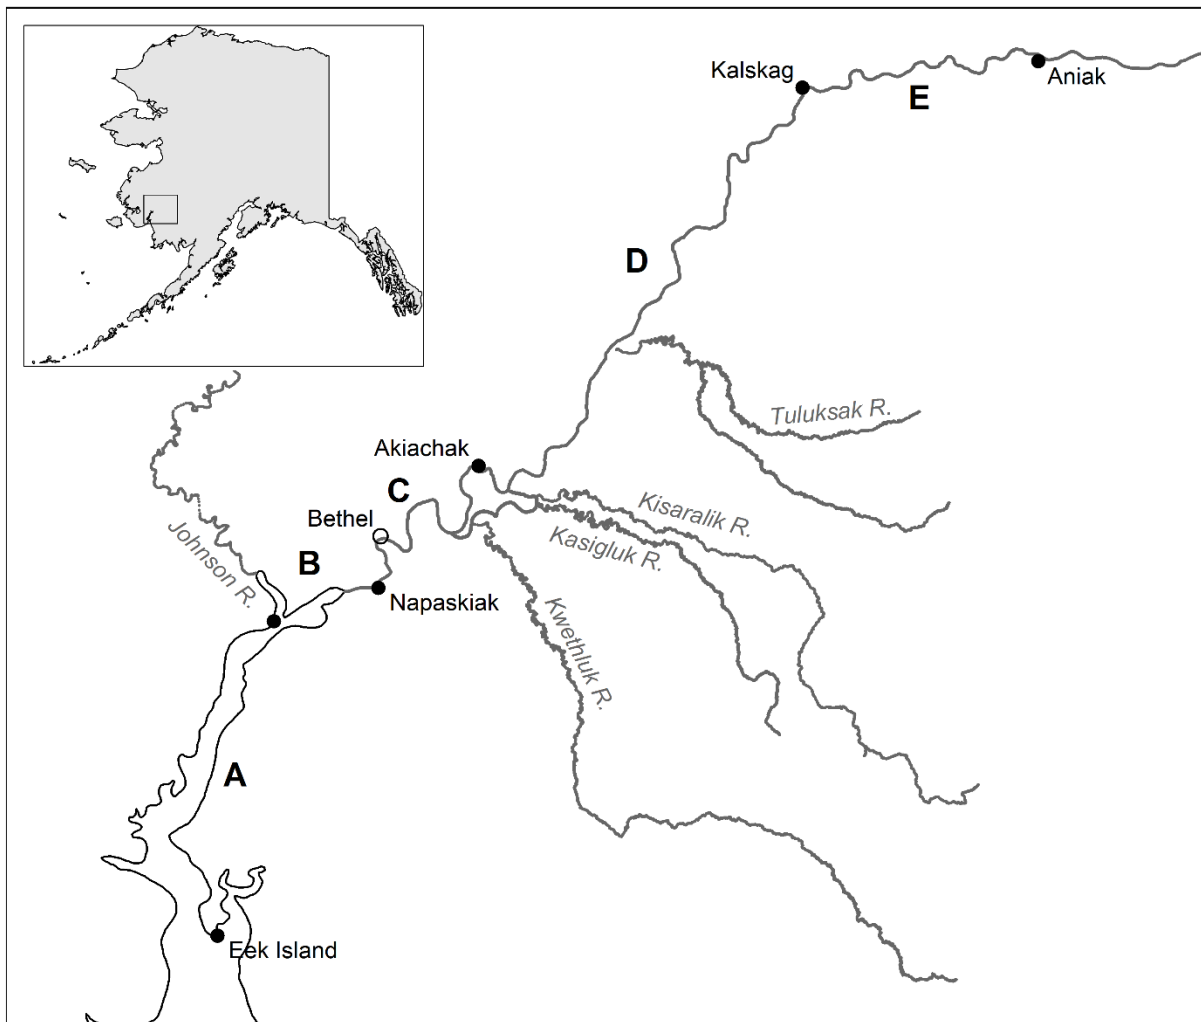 Kalskag
Aniak
E
D
Tuluksak R.
Akiachak
C
Kisaralik R.
Bethel
Kasigluk R.
Johnson R.
B
Napaskiak
Kwethluk R.
A
Eek Island